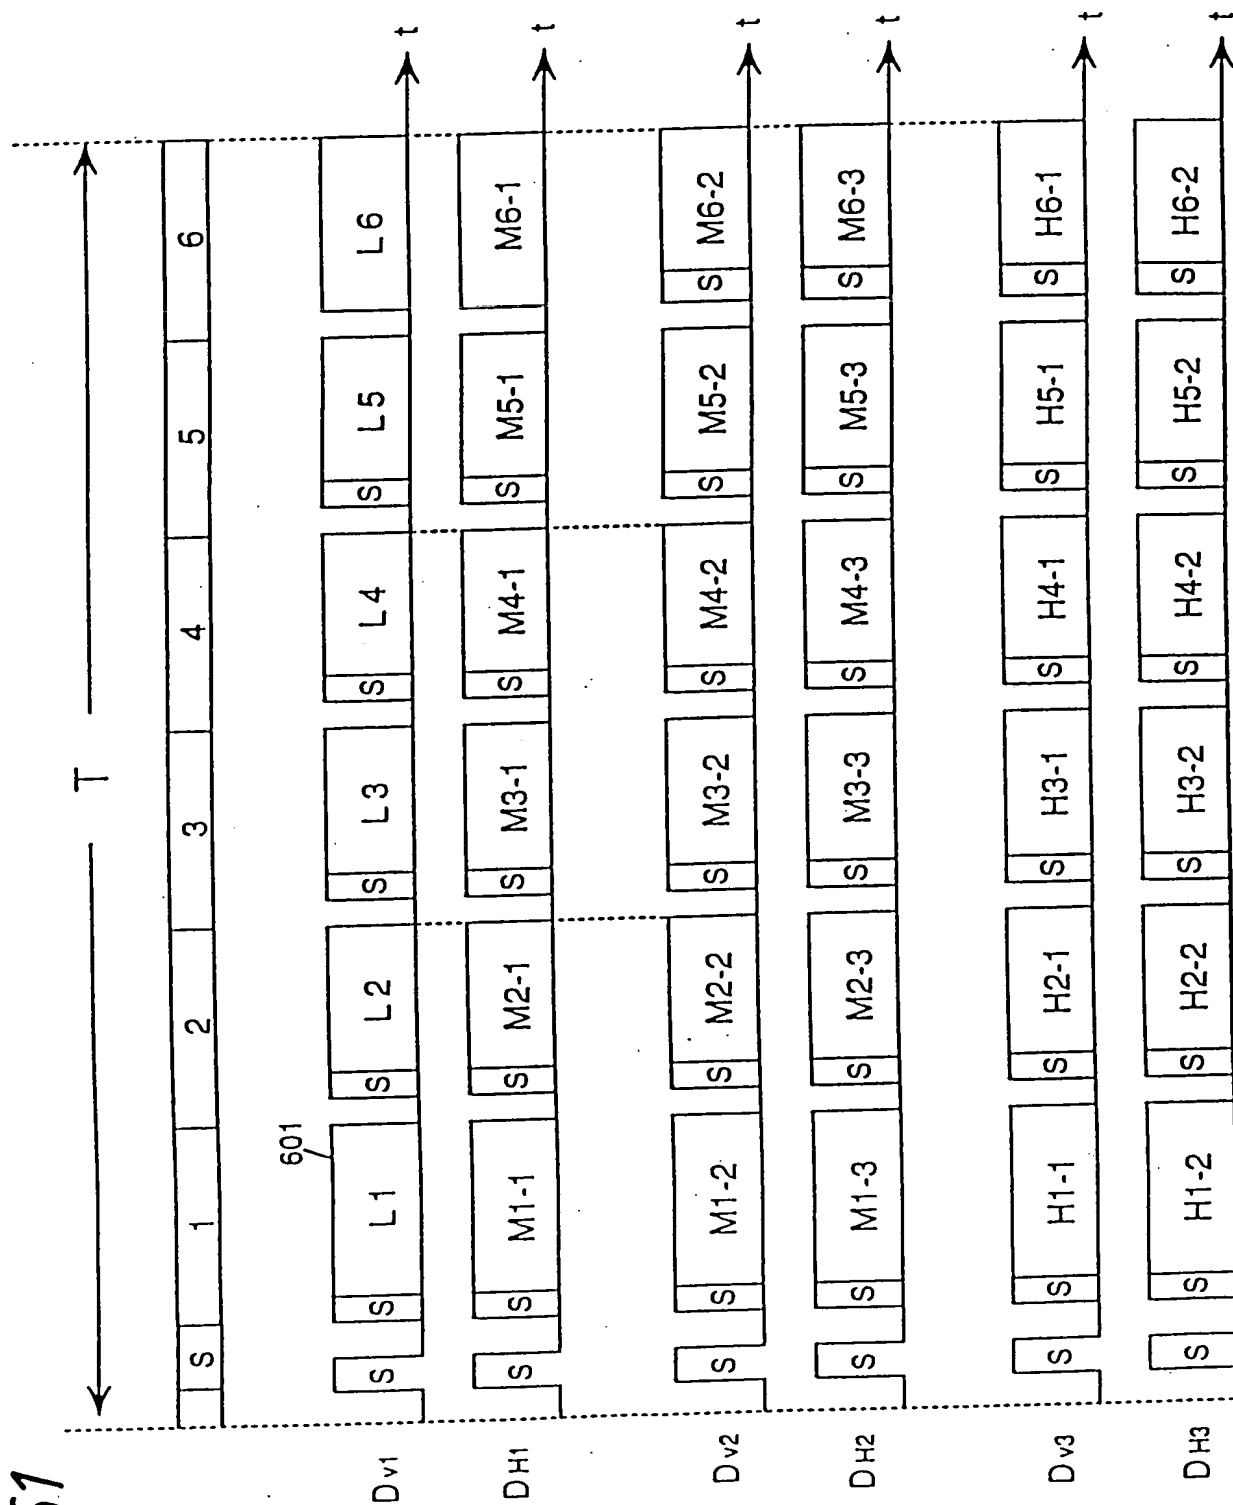 51
T
S 1 2 3 4 5 6
601
Dv1 S S L1 S L2 S L3 S L4 S L5 L6 t
DH1 S S M1-1 S M2-1 S M3-1 S M4-1 S M5-1 M6-1 t
Dv2 S S M1-2 S M2-2 S M3-2 S M4-2 S M5-2 S M6-2 t
DH2 S S M1-3 S M2-3 S M3-3 S M4-3 S M5-3 S M6-3 t
Dv3 S S H1-1 S H2-1 S H3-1 S H4-1 S H5-1 S H6-1 t
DH3 S S H1-2 S H2-2 S H3-2 S H4-2 S H5-2 S H6-2 t